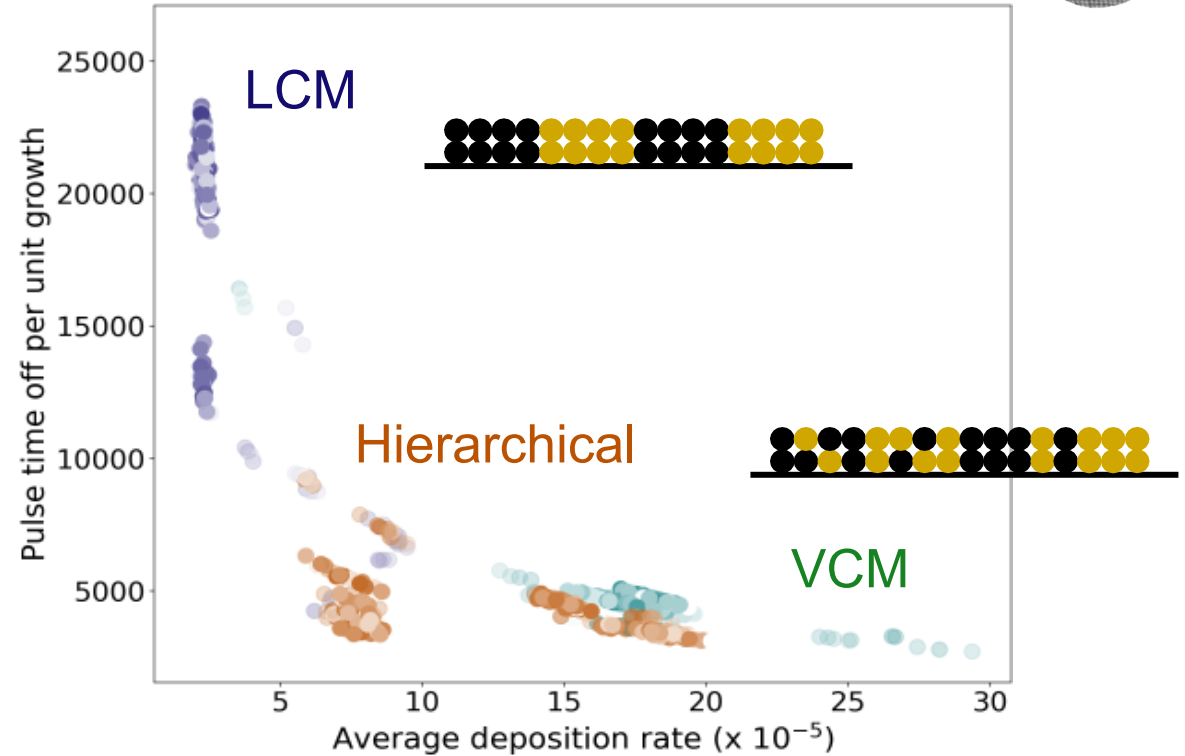 25000
20000
15000
10000
5000
Pulse time off per unit growth
LCM
Hierarchical
VCM
5 10 15 20 25 30
Average deposition rate (x 10⁻⁵)